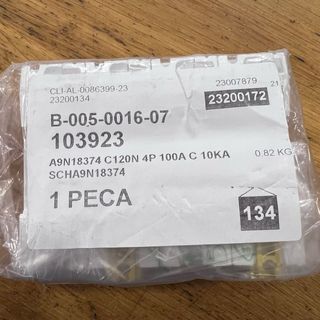 CLI-AL-0086399-23 23007879 21
23200134 23200172
B-005-0016-07
103923
A9N18374 C120N 4P 100A C 10KA 0.82 KG
SCHA9N18374
1 PECA
134